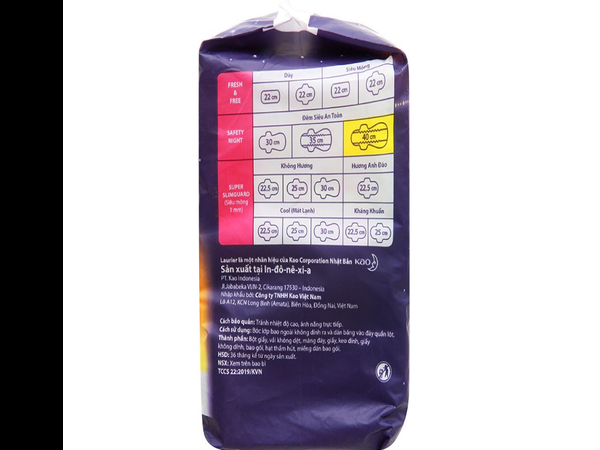 Dày Siêu Mỏng
FRESH & FREE
22 cm 22 cm 22 cm 22 cm
Đêm Siêu An Toàn
SAFETY NIGHT
30 cm 35 cm 40 cm
Không Hương Hương Anh Đào
SUPER SLIMGUARD (Siêu mỏng 1 mm)
22,5 cm 25 cm 30 cm 22,5 cm
Cool (Mát Lạnh) Kháng Khuẩn
22,5 cm 25 cm 30 cm 22,5 cm 25 cm
Laurier là một nhãn hiệu của Kao Corporation Nhật Bản Kao
Sản xuất tại In-đô-nê-xi-a
PT. Kao Indonesia
Jl Jababeka VUN-2, Cikarang 17530 – Indonesia
Nhập khẩu bởi: Công ty TNHH Kao Việt Nam
Lô A12, KCN Long Bình (Amata), Biên Hòa, Đồng Nai, Việt Nam
Cách bảo quản: Tránh nhiệt độ cao, ánh nắng trực tiếp.
Cách sử dụng: Bóc lớp bao ngoài không dính ra và dán băng vào đáy quần lót.
Thành phần: Bột giấy, vải không dệt, màng đáy, giấy, keo dính, giấy
không dính, bao gói, hạt thấm hút, miếng dán bao gói.
HSD: 36 tháng kể từ ngày sản xuất.
NSX: Xem trên bao bì
TCCS 22:2019/KVN